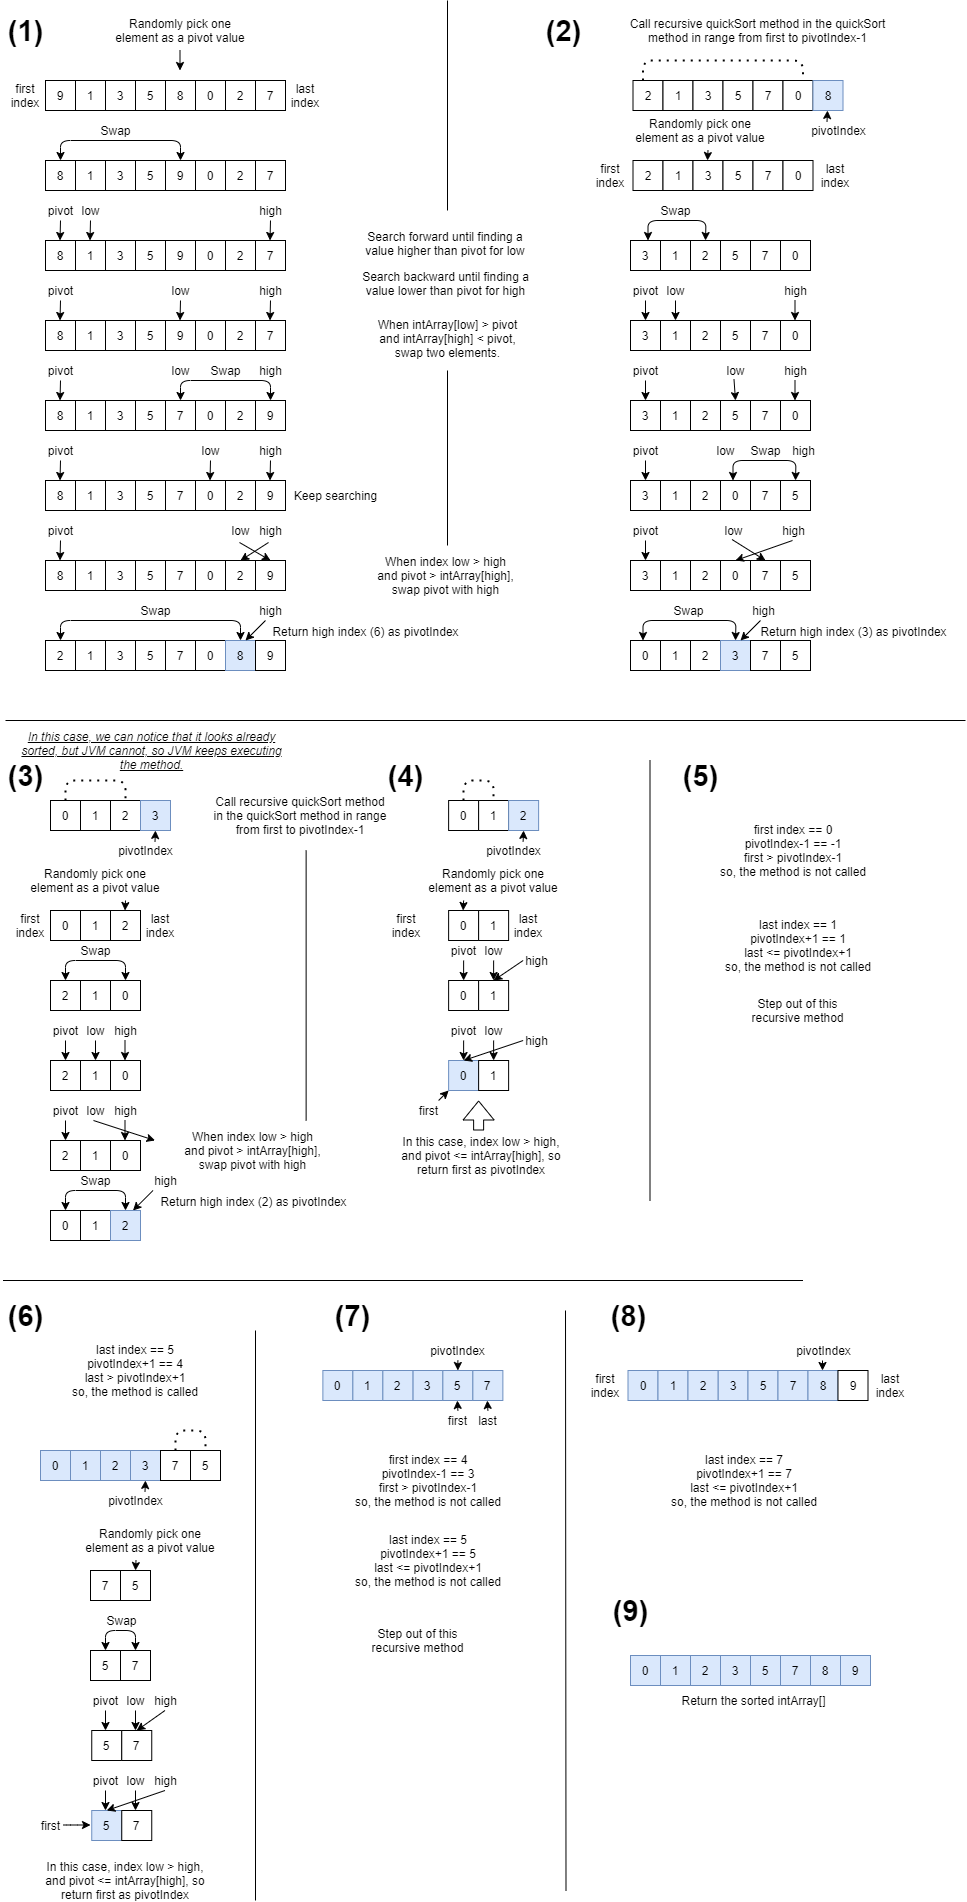 (1)
Randomly pick one
element as a pivot value
first
index
9 1 3 5 8 0 2 7
last
index
Swap
8 1 3 5 9 0 2 7
pivot low high
8 1 3 5 9 0 2 7
pivot low high
8 1 3 5 9 0 2 7
pivot low Swap high
8 1 3 5 7 0 2 9
pivot low high
8 1 3 5 7 0 2 9
Keep searching
pivot low high
8 1 3 5 7 0 2 9
Swap high
Return high index (6) as pivotIndex
2 1 3 5 7 0 8 9
Search forward until finding a
value higher than pivot for low
Search backward until finding a
value lower than pivot for high
When intArray[low] > pivot
and intArray[high] < pivot,
swap two elements.
When index low > high
and pivot > intArray[high],
swap pivot with high
(2)
Call recursive quickSort method in the quickSort
method in range from first to pivotIndex-1
2 1 3 5 7 0 8
pivotIndex
Randomly pick one
element as a pivot value
first
index
2 1 3 5 7 0
last
index
Swap
3 1 2 5 7 0
pivot low high
3 1 2 5 7 0
pivot low high
3 1 2 5 7 0
pivot low Swap high
3 1 2 0 7 5
pivot low high
3 1 2 0 7 5
Swap high
Return high index (3) as pivotIndex
0 1 2 3 7 5
In this case, we can notice that it looks already
sorted, but JVM cannot, so JVM keeps executing
the method.
(3)
0 1 2 3
pivotIndex
Call recursive quickSort method
in the quickSort method in range
from first to pivotIndex-1
Randomly pick one
element as a pivot value
first
index
0 1 2
last
index
Swap
2 1 0
pivot low high
2 1 0
pivot low high
2 1 0
When index low > high
and pivot > intArray[high],
swap pivot with high
Swap high
Return high index (2) as pivotIndex
0 1 2
(4)
0 1 2
pivotIndex
Randomly pick one
element as a pivot value
first
index
0 1
last
index
pivot low
high
0 1
pivot low
high
0 1
first
In this case, index low > high,
and pivot <= intArray[high], so
return first as pivotIndex
(5)
first index == 0
pivotIndex-1 == -1
first > pivotIndex-1
so, the method is not called
last index == 1
pivotIndex+1 == 1
last <= pivotIndex+1
so, the method is not called
Step out of this
recursive method
(6)
last index == 5
pivotIndex+1 == 4
last > pivotIndex+1
so, the method is called
0 1 2 3 7 5
pivotIndex
Randomly pick one
element as a pivot value
7 5
Swap
5 7
pivot low high
5 7
pivot low high
first
5 7
In this case, index low > high,
and pivot <= intArray[high], so
return first as pivotIndex
(7)
pivotIndex
0 1 2 3 5 7
first last
first index == 4
pivotIndex-1 == 3
first > pivotIndex-1
so, the method is not called
last index == 5
pivotIndex+1 == 5
last <= pivotIndex+1
so, the method is not called
Step out of this
recursive method
(8)
pivotIndex
first
index
0 1 2 3 5 7 8 9
last
index
last index == 7
pivotIndex+1 == 7
last <= pivotIndex+1
so, the method is not called
(9)
0 1 2 3 5 7 8 9
Return the sorted intArray[]